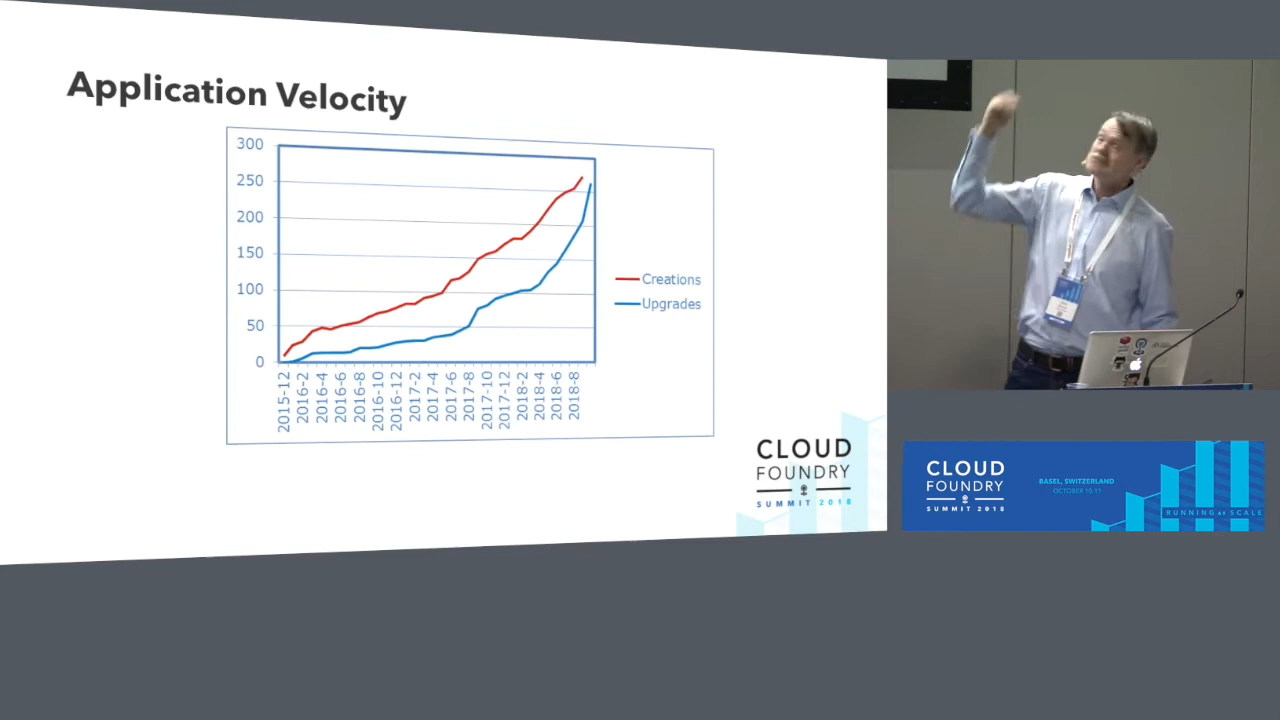 Application Velocity
300
250
200
150
100
50
0
2015-12
2016-2
2016-4
2016-6
2016-8
2016-10
2016-12
2017-2
2017-4
2017-6
2017-8
2017-10
2017-12
2018-2
2018-4
2018-6
2018-8
Creations
Upgrades
CLOUD
FOUNDRY
SUMMIT 2018
CLOUD
FOUNDRY
SUMMIT 2018
BASEL, SWITZERLAND
OCTOBER 10-11
RUNNING AT SCALE